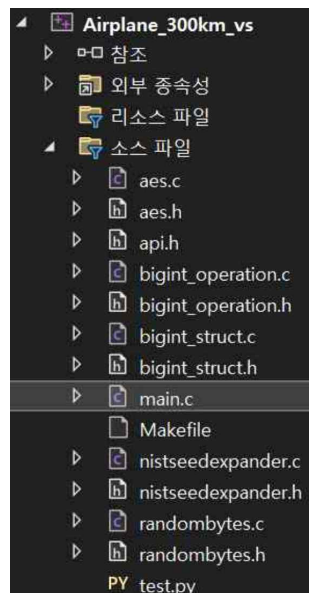 Airplane_300km_vs
참조
외부 종속성
리소스 파일
소스 파일
aes.c
aes.h
api.h
bigint_operation.c
bigint_operation.h
bigint_struct.c
bigint_struct.h
main.c
Makefile
nistseedexpander.c
nistseedexpander.h
randombytes.c
randombytes.h
PY test.py